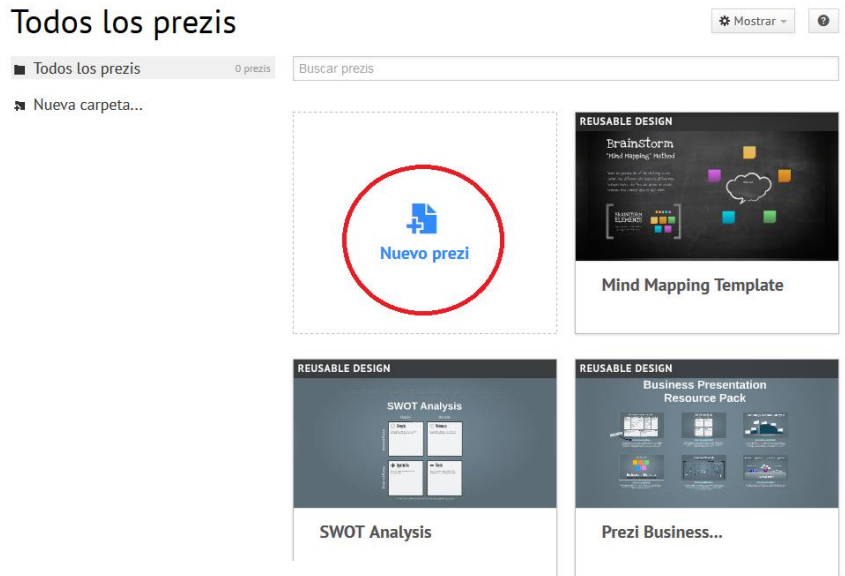 Todos los prezis
Mostrar
Todos los prezis
0 prezis
Buscar prezis
Nueva carpeta...
Nuevo prezi
REUSABLE DESIGN
Brainstorm
"Mind Mapping" Method
Mind Mapping Template
REUSABLE DESIGN
SWOT Analysis
SWOT Analysis
REUSABLE DESIGN
Business Presentation
Resource Pack
Prezi Business...